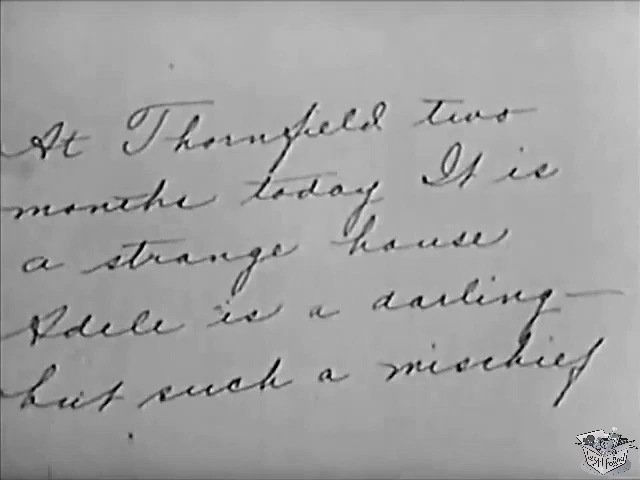 At Thornfield two
months today It is
a strange house
Adele is a darling—
but such a mischief